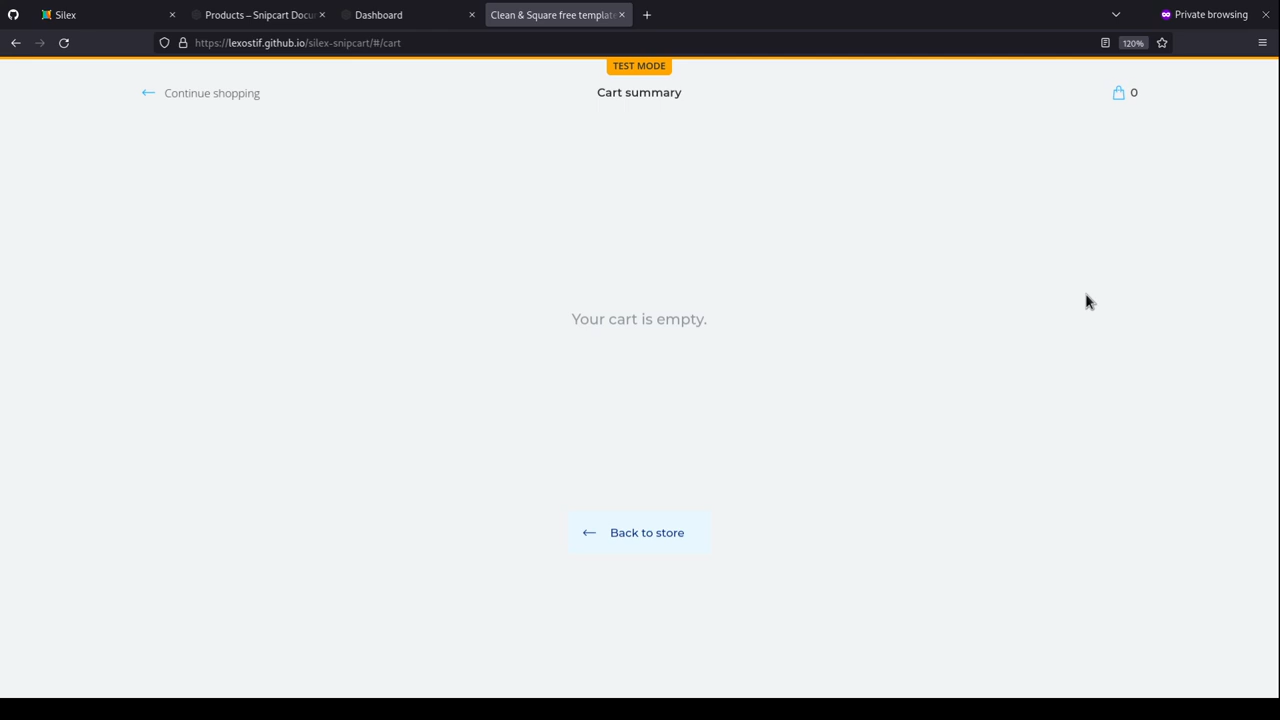 Silex
Products – Snipcart Docu
Dashboard
Clean & Square free template
Private browsing
https://lexostif.github.io/silex-snipcart/#/cart
120%
TEST MODE
Continue shopping
Cart summary
0
Your cart is empty.
Back to store